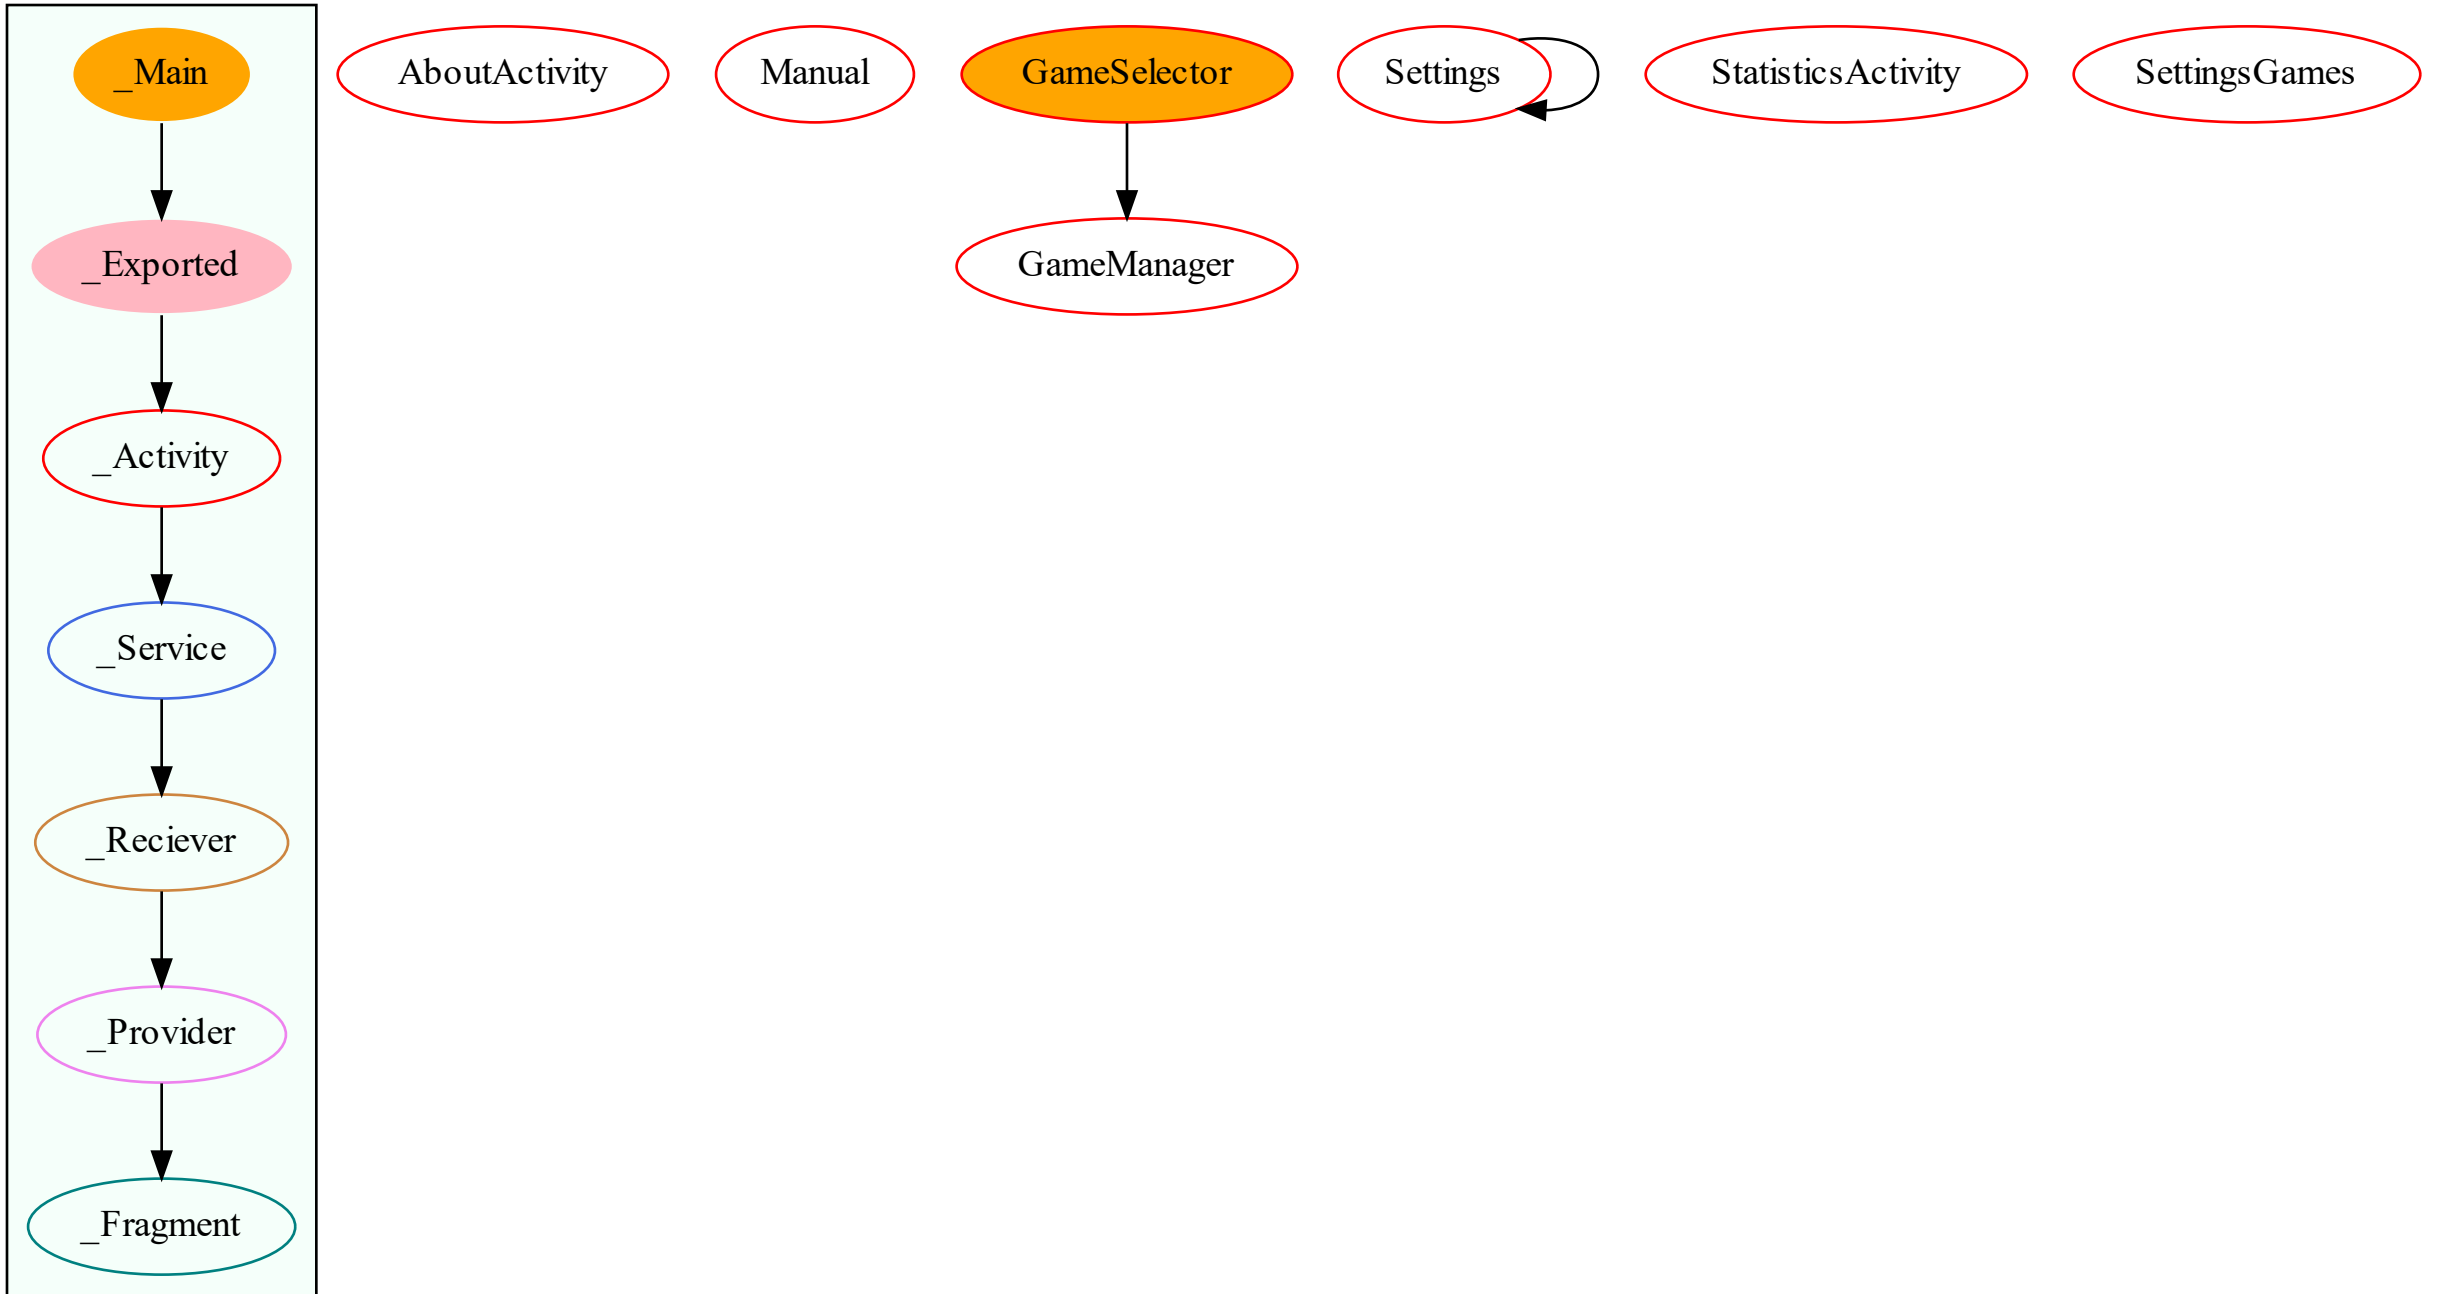 _Main
AboutActivity
Manual
GameSelector
Settings
StatisticsActivity
SettingsGames
_Exported
GameManager
_Activity
_Service
_Reciever
_Provider
_Fragment